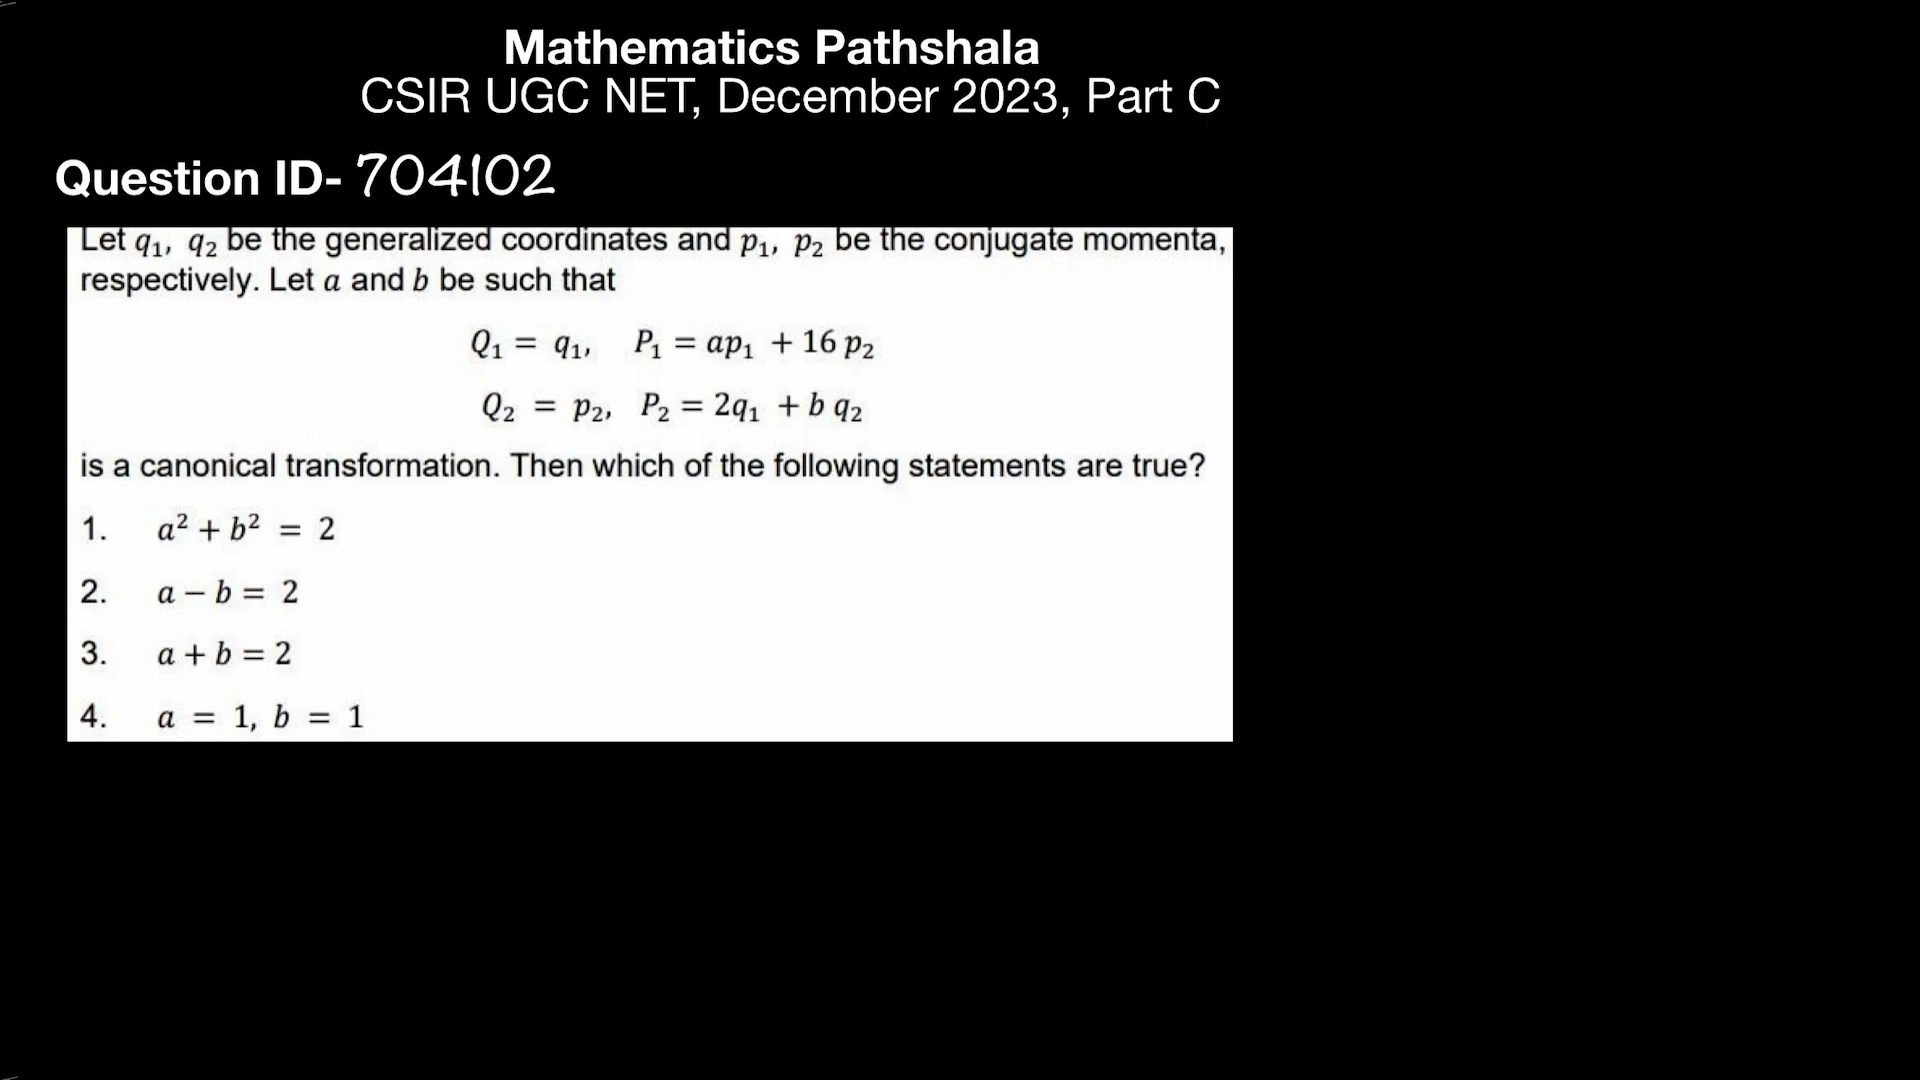 Mathematics Pathshala
CSIR UGC NET, December 2023, Part C
Question ID- 704102
Let q₁, q₂ be the generalized coordinates and p₁, p₂ be the conjugate momenta,
respectively. Let a and b be such that
Q₁ = q₁, P₁ = ap₁ + 16 p₂
Q₂ = p₂, P₂ = 2q₁ + b q₂
is a canonical transformation. Then which of the following statements are true?
1. a² + b² = 2
2. a − b = 2
3. a + b = 2
4. a = 1, b = 1